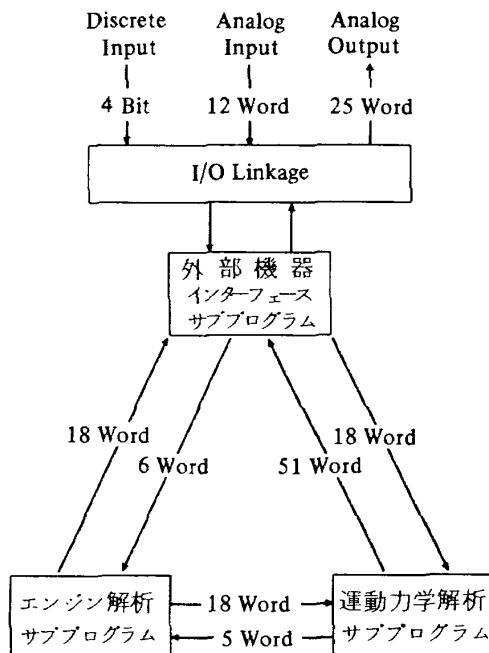 Discrete Input
Analog Input
Analog Output
4 Bit
12 Word
25 Word
I/O Linkage
外部機器
インターフェース
サブプログラム
18 Word
6 Word
51 Word
18 Word
エンジン解析
サブプログラム
18 Word
5 Word
運動力学解析
サブプログラム